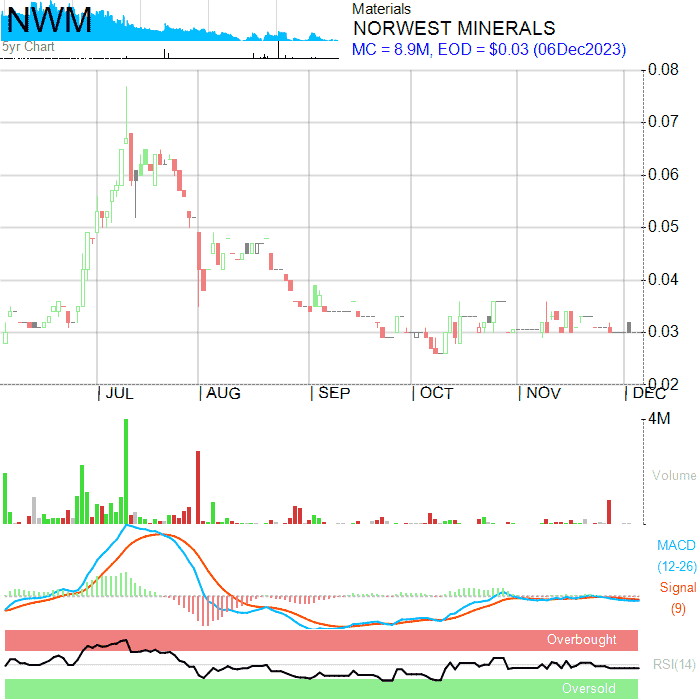 NWM
5yr Chart
Materials
NORWEST MINERALS
MC = 8.9M, EOD = $0.03 (06Dec2023)
0.08
0.07
0.06
0.05
0.04
0.03
0.02
JUL AUG SEP OCT NOV DEC
4M
Volume
MACD
(12-26)
Signal
(9)
Overbought
RSI(14)
Oversold